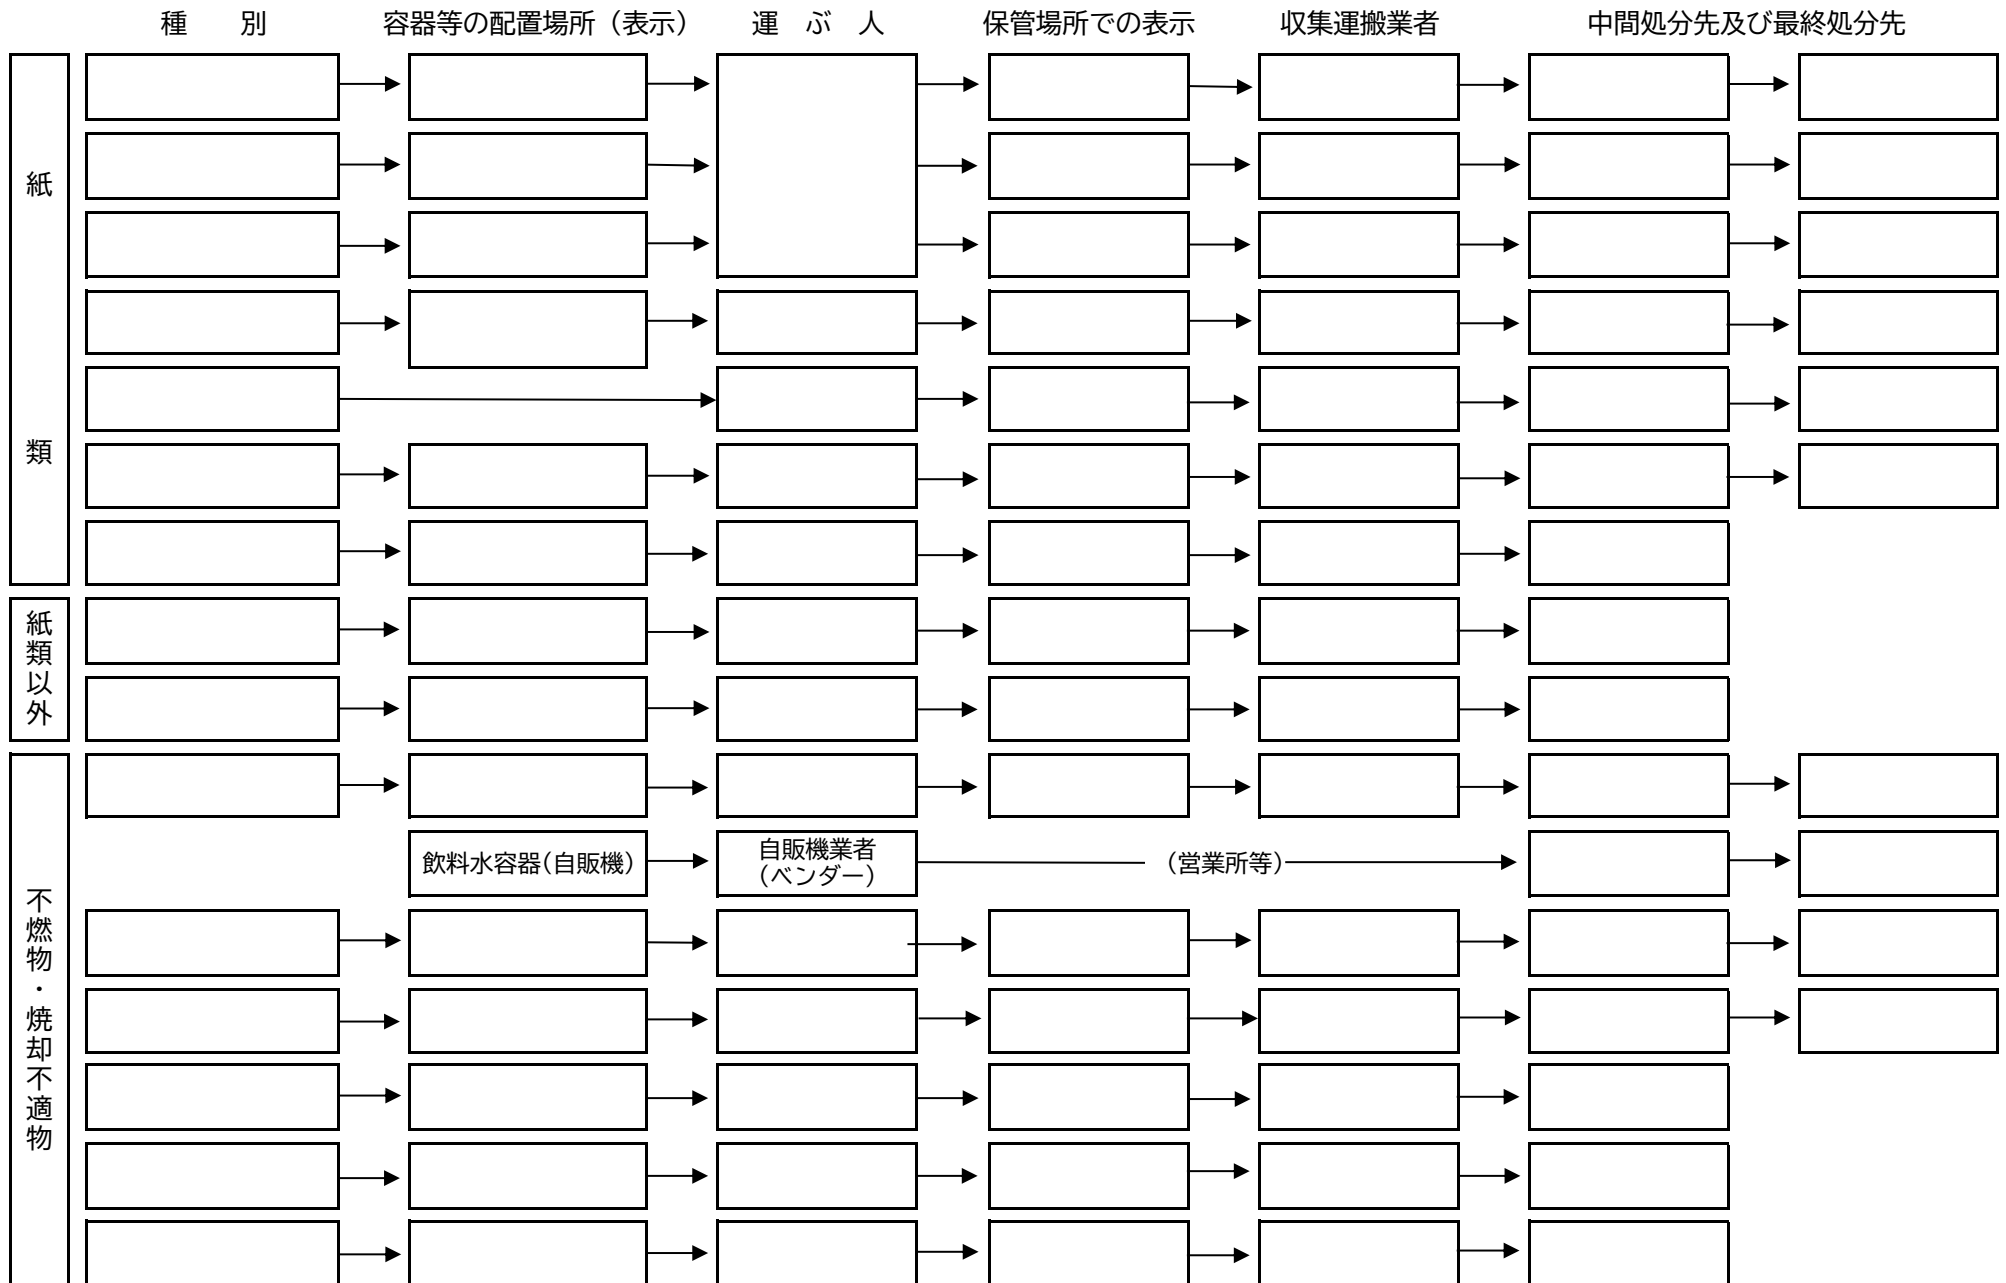 種　別
容器等の配置場所（表示）
運　ぶ　人
保管場所での表示
収集運搬業者
中間処分先及び最終処分先
紙　類
紙類以外
不燃物・焼却不適物
飲料水容器（自販機）
自販機業者
（ベンダー）
（営業所等）